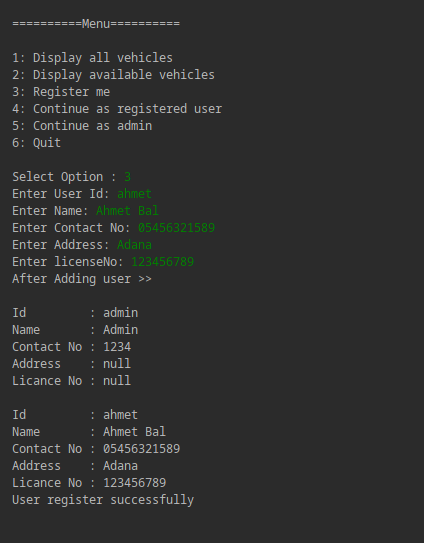 ==========Menu==========
1: Display all vehicles
2: Display available vehicles
3: Register me
4: Continue as registered user
5: Continue as admin
6: Quit
Select Option : 3
Enter User Id: ahmet
Enter Name: Ahmet Bal
Enter Contact No: 05456321589
Enter Address: Adana
Enter licenseNo: 123456789
After Adding user >>
Id         : admin
Name       : Admin
Contact No : 1234
Address    : null
Licance No : null
Id         : ahmet
Name       : Ahmet Bal
Contact No : 05456321589
Address    : Adana
Licance No : 123456789
User register successfully